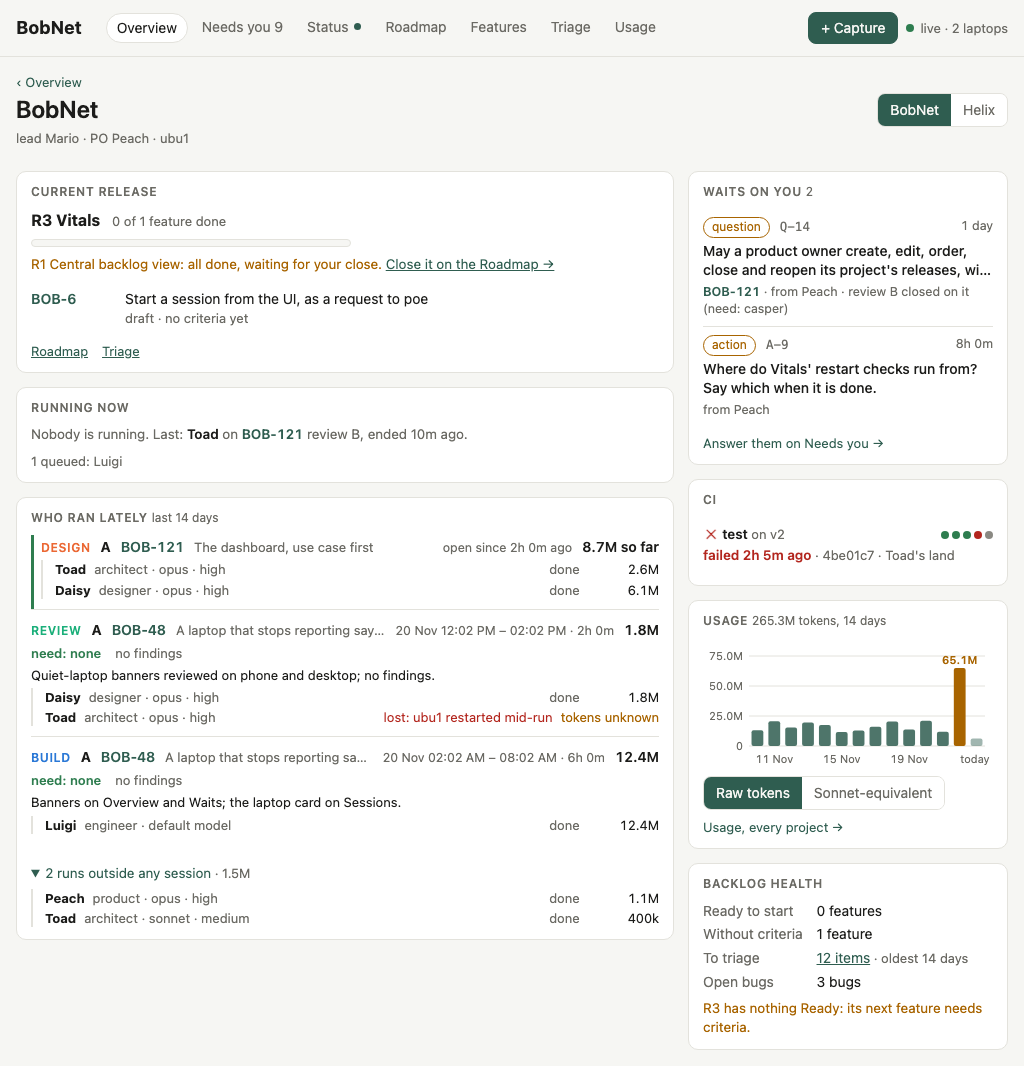 BobNet Overview Needs you 9 Status Roadmap Features Triage Usage + Capture live · 2 laptops
‹ Overview
BobNet
lead Mario · PO Peach · ubu1
BobNet Helix
CURRENT RELEASE
R3 Vitals 0 of 1 feature done
R1 Central backlog view: all done, waiting for your close. Close it on the Roadmap →
BOB-6 Start a session from the UI, as a request to poe
draft · no criteria yet
Roadmap Triage
RUNNING NOW
Nobody is running. Last: Toad on BOB-121 review B, ended 10m ago.
1 queued: Luigi
WHO RAN LATELY last 14 days
DESIGN A BOB-121 The dashboard, use case first open since 2h 0m ago 8.7M so far
Toad architect · opus · high done 2.6M
Daisy designer · opus · high done 6.1M
REVIEW A BOB-48 A laptop that stops reporting say… 20 Nov 12:02 PM – 02:02 PM · 2h 0m 1.8M
need: none no findings
Quiet-laptop banners reviewed on phone and desktop; no findings.
Daisy designer · opus · high done 1.8M
Toad architect · opus · high lost: ubu1 restarted mid-run tokens unknown
BUILD A BOB-48 A laptop that stops reporting sa… 20 Nov 02:02 AM – 08:02 AM · 6h 0m 12.4M
need: none no findings
Banners on Overview and Waits; the laptop card on Sessions.
Luigi engineer · default model done 12.4M
▼ 2 runs outside any session · 1.5M
Peach product · opus · high done 1.1M
Toad architect · sonnet · medium done 400k
WAITS ON YOU 2
question Q-14 1 day
May a product owner create, edit, order,
close and reopen its project's releases, wi…
BOB-121 · from Peach · review B closed on it
(need: casper)
action A-9 8h 0m
Where do Vitals' restart checks run from?
Say which when it is done.
from Peach
Answer them on Needs you →
CI
✕ test on v2
failed 2h 5m ago · 4be01c7 · Toad's land
USAGE 265.3M tokens, 14 days
75.0M
65.1M
50.0M
25.0M
0
11 Nov 15 Nov 19 Nov today
Raw tokens Sonnet-equivalent
Usage, every project →
BACKLOG HEALTH
Ready to start 0 features
Without criteria 1 feature
To triage 12 items · oldest 14 days
Open bugs 3 bugs
R3 has nothing Ready: its next feature needs
criteria.